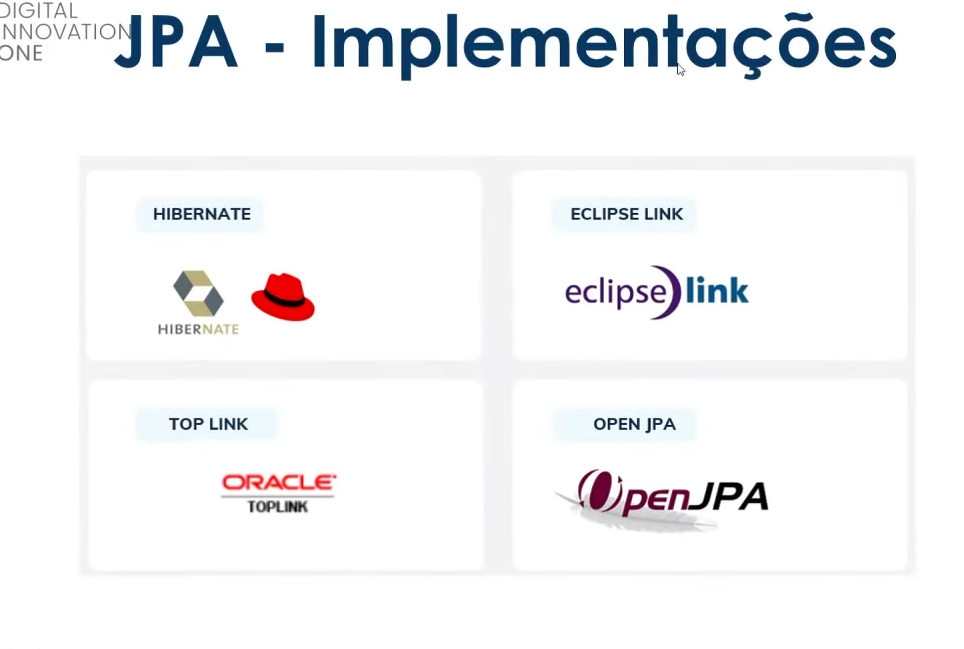 DIGITAL
INNOVATION
ONE
JPA - Implementações
HIBERNATE
HIBERNATE
ECLIPSE LINK
eclipse link
TOP LINK
ORACLE
TOPLINK
OPEN JPA
OpenJPA